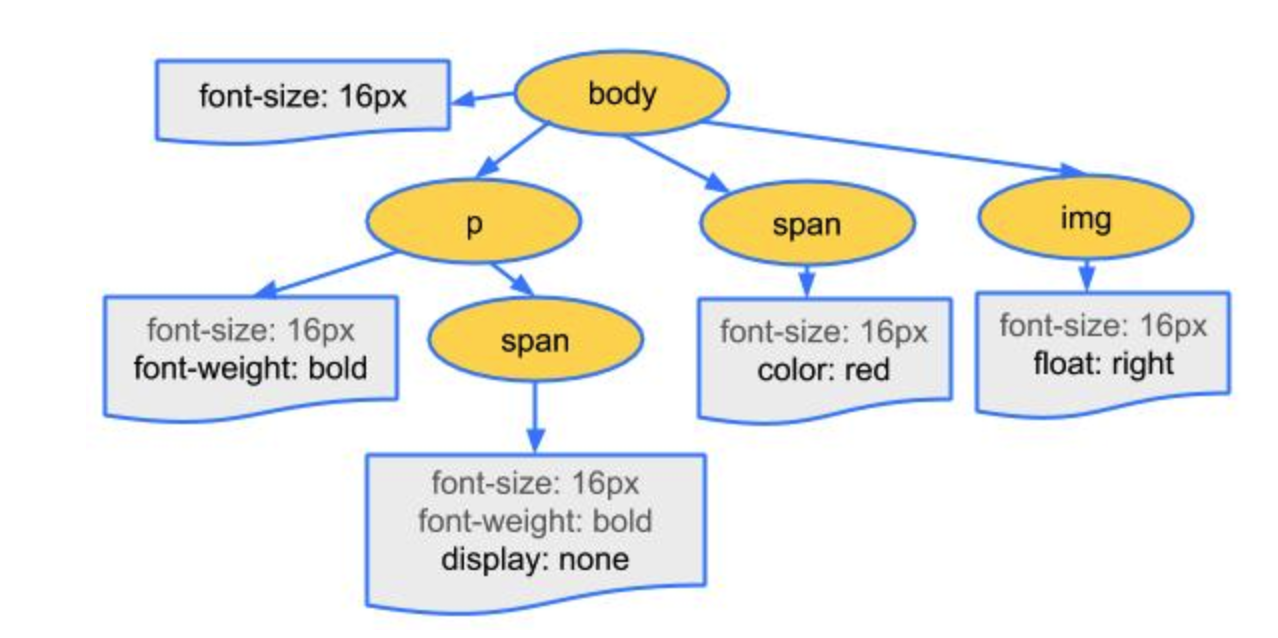 font-size: 16px
body
p
span
img
font-size: 16px
font-weight: bold
span
font-size: 16px
color: red
font-size: 16px
float: right
font-size: 16px
font-weight: bold
display: none